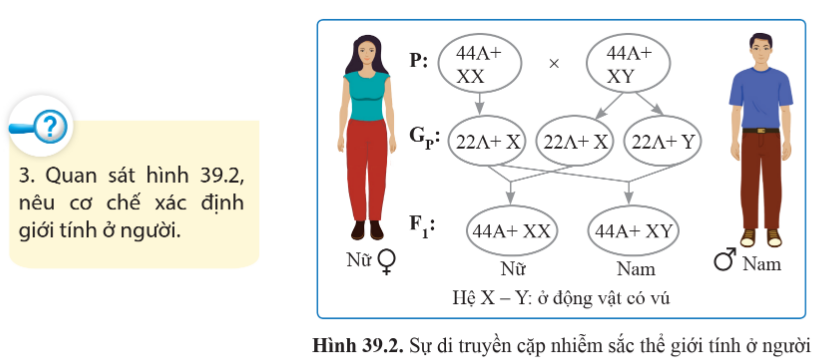 3. Quan sát hình 39.2,
nêu cơ chế xác định
giới tính ở người.
P: 44A+ XX × 44A+ XY
G_P: 22A+ X 22A+ X 22A+ Y
F₁: 44A+ XX 44A+ XY
Nữ ♀ Nữ Nam ♂ Nam
Hệ X – Y: ở động vật có vú
Hình 39.2. Sự di truyền cặp nhiễm sắc thể giới tính ở người